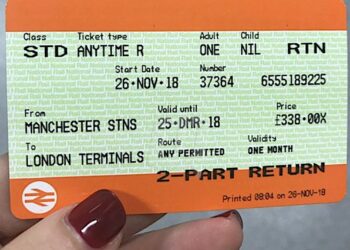 Class Ticket type Adult Child
STD ANYTIME R ONE NIL RTN
Start Date Number
26·NOV·18 37364 6555189225
From Valid until Price
MANCHESTER STNS 25·DMR·18 £338·00X
To Route Validity
LONDON TERMINALS ANY PERMITTED ONE MONTH
2-PART RETURN
Printed 08:04 on 26-NOV-18